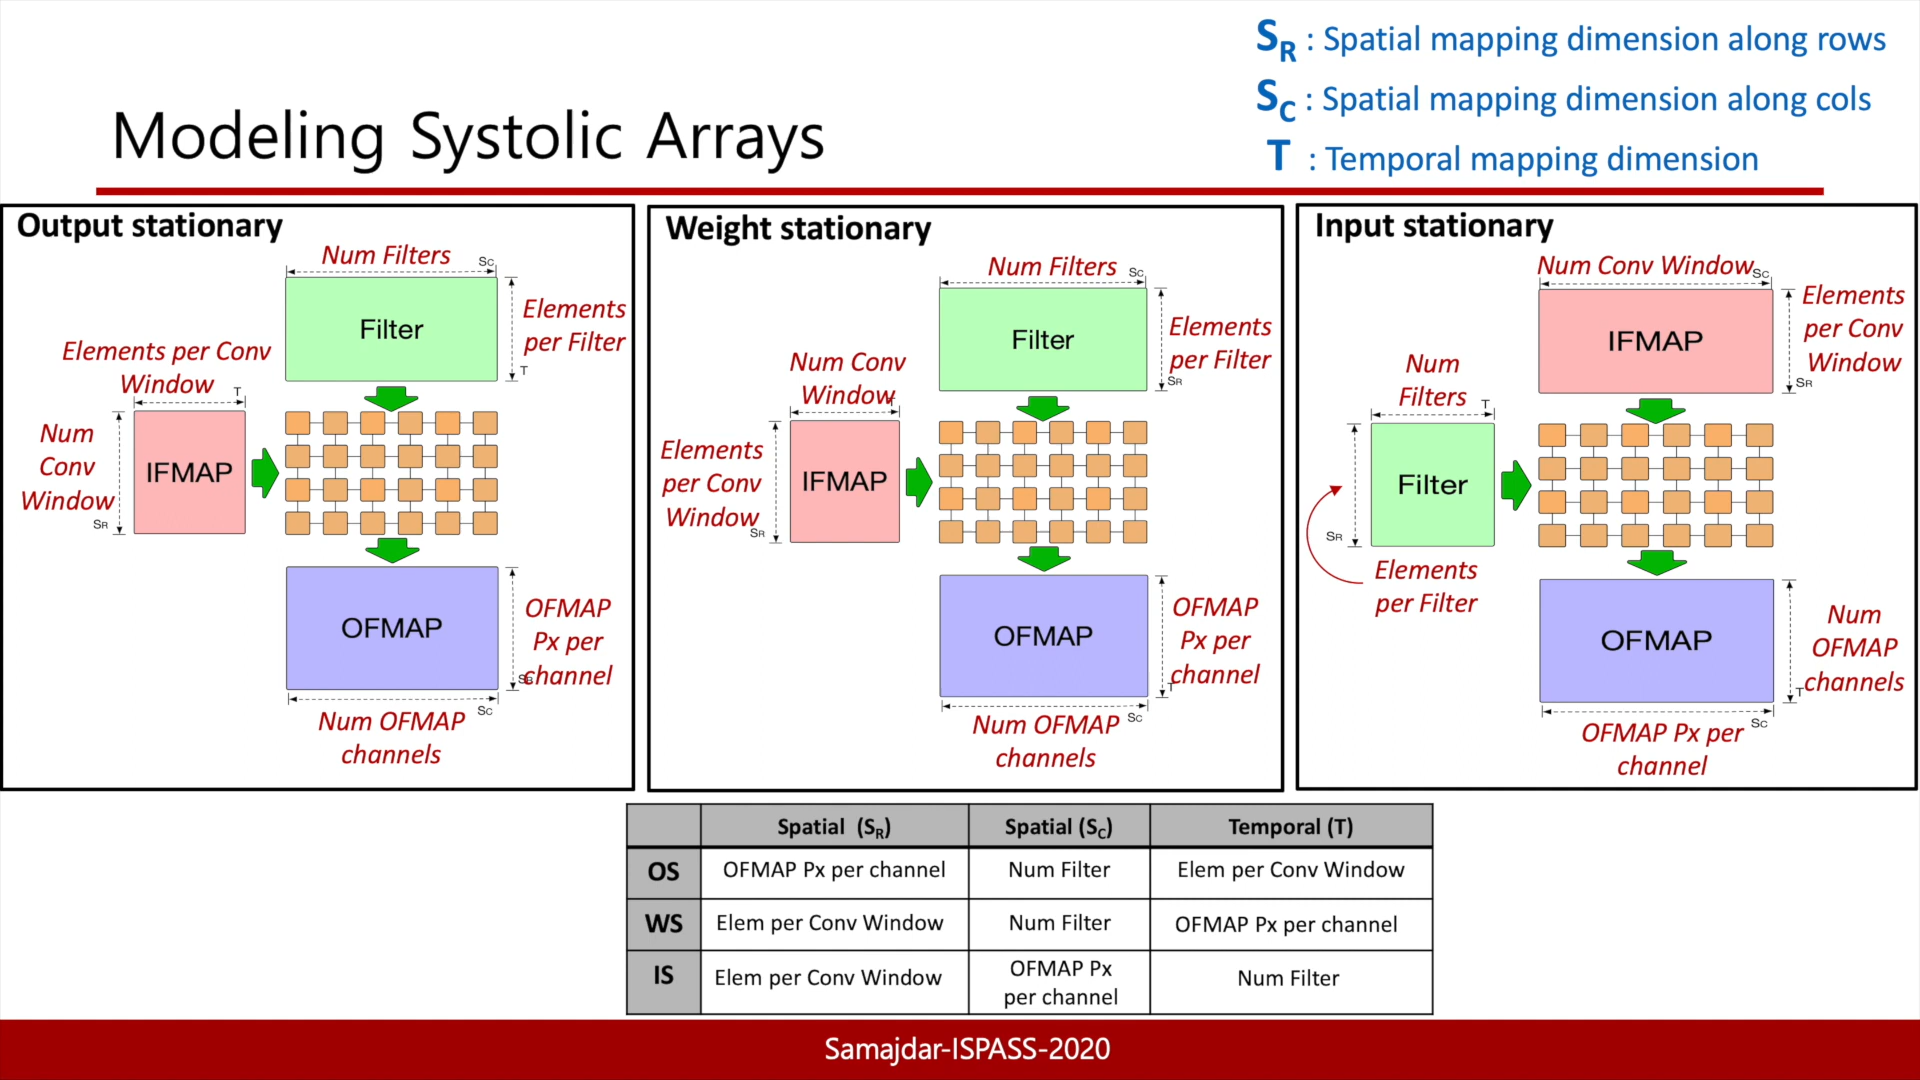 S_R : Spatial mapping dimension along rows
S_C : Spatial mapping dimension along cols
T : Temporal mapping dimension
Modeling Systolic Arrays
Output stationary
Num Filters
SC
Filter
Elements
per Filter
T
Elements per Conv
Window
T
Num
Conv
Window
SR
IFMAP
OFMAP
OFMAP
Px per
channel
SR
Num OFMAP
channels
SC
Weight stationary
Num Filters
SC
Filter
Elements
per Filter
SR
Num Conv
Window
T
Elements
per Conv
Window
SR
IFMAP
OFMAP
OFMAP
Px per
channel
T
Num OFMAP
channels
SC
Input stationary
Num Conv Window
SC
IFMAP
Elements
per Conv
Window
SR
Num
Filters
T
Filter
SR
Elements
per Filter
OFMAP
Num
OFMAP
channels
T
OFMAP Px per
channel
SC
Spatial (S_R) Spatial (S_C) Temporal (T)
OS OFMAP Px per channel Num Filter Elem per Conv Window
WS Elem per Conv Window Num Filter OFMAP Px per channel
IS Elem per Conv Window OFMAP Px per channel Num Filter
Samajdar-ISPASS-2020